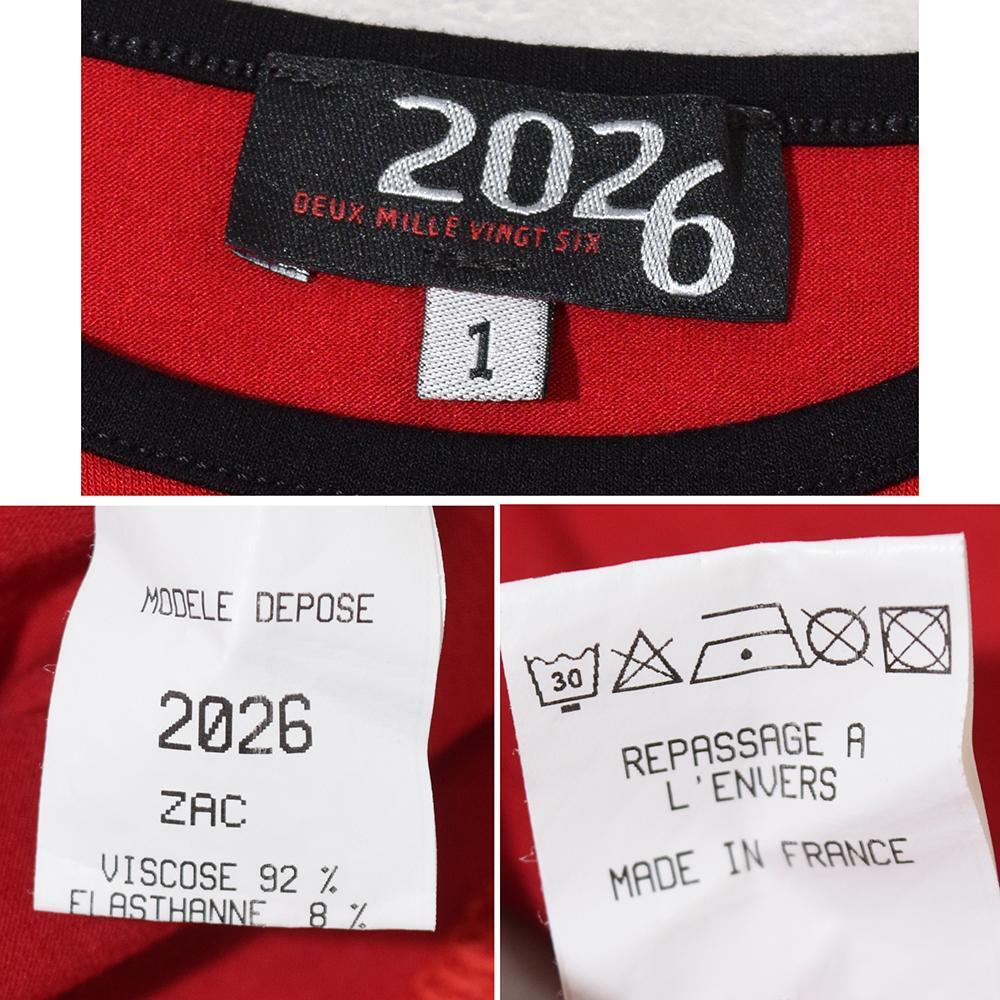 2026
DEUX MILLE VINGT SIX
1
MODELE DEPOSE
2026
ZAC
VISCOSE 92 %
ELASTHANNE 8 %
30
REPASSAGE A
L'ENVERS
MADE IN FRANCE